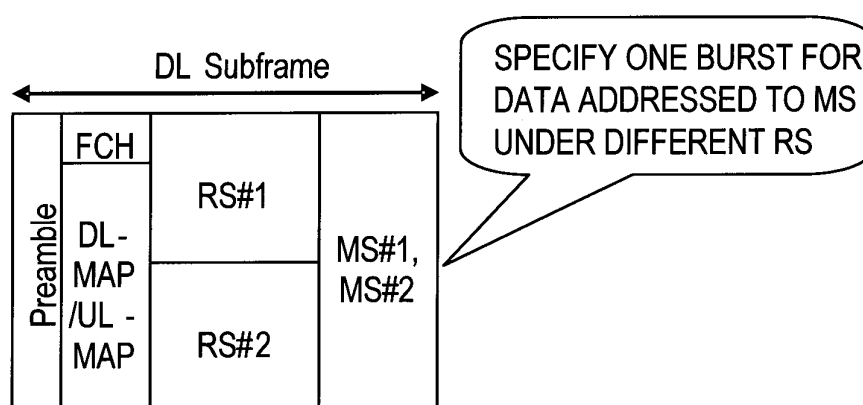 DL Subframe
SPECIFY ONE BURST FOR
DATA ADDRESSED TO MS
UNDER DIFFERENT RS
Preamble
FCH
DL-
MAP
/UL -
MAP
RS#1
RS#2
MS#1,
MS#2